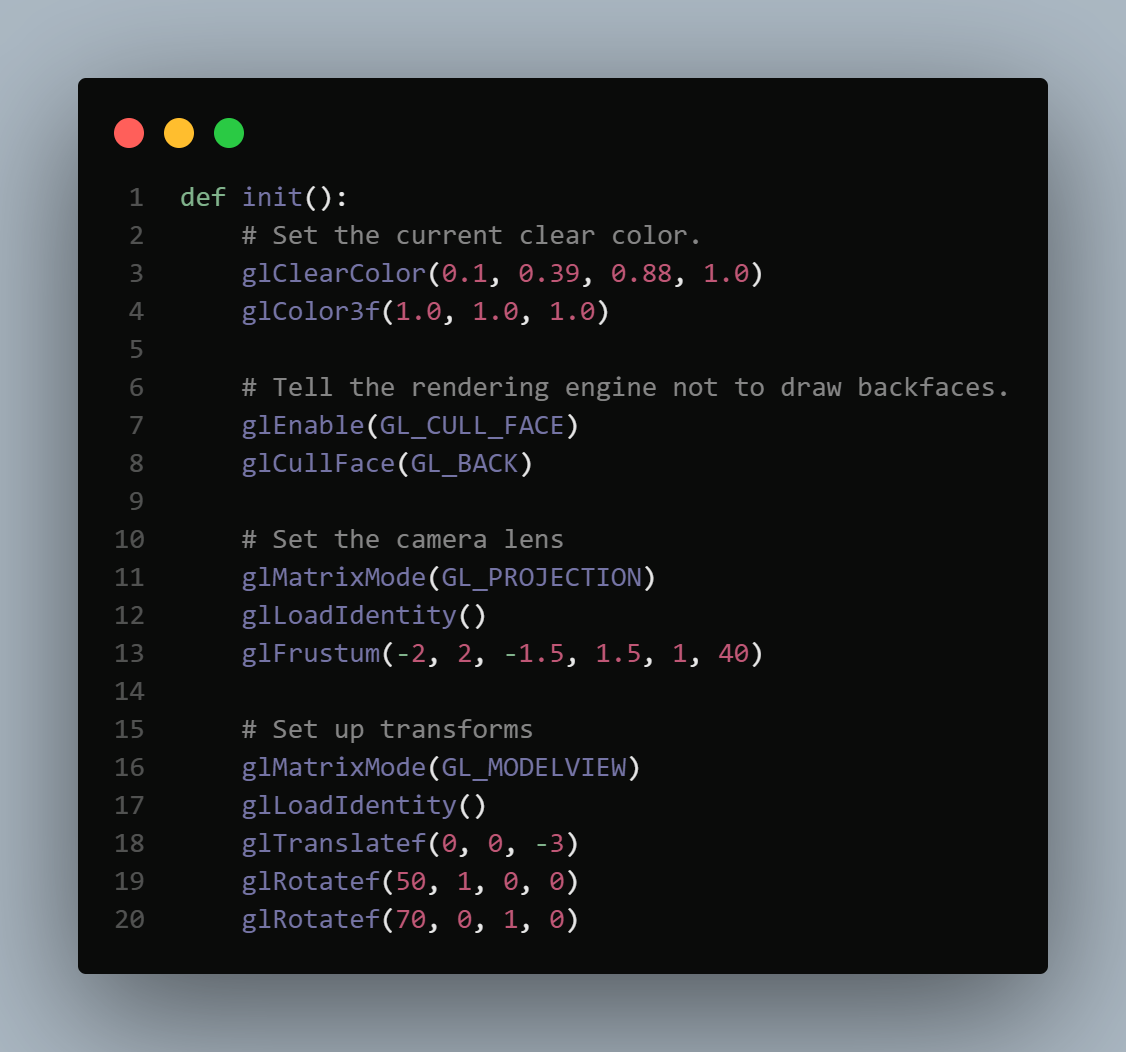 1 def init():
2     # Set the current clear color.
3     glClearColor(0.1, 0.39, 0.88, 1.0)
4     glColor3f(1.0, 1.0, 1.0)
5
6     # Tell the rendering engine not to draw backfaces.
7     glEnable(GL_CULL_FACE)
8     glCullFace(GL_BACK)
9
10     # Set the camera lens
11     glMatrixMode(GL_PROJECTION)
12     glLoadIdentity()
13     glFrustum(-2, 2, -1.5, 1.5, 1, 40)
14
15     # Set up transforms
16     glMatrixMode(GL_MODELVIEW)
17     glLoadIdentity()
18     glTranslatef(0, 0, -3)
19     glRotatef(50, 1, 0, 0)
20     glRotatef(70, 0, 1, 0)